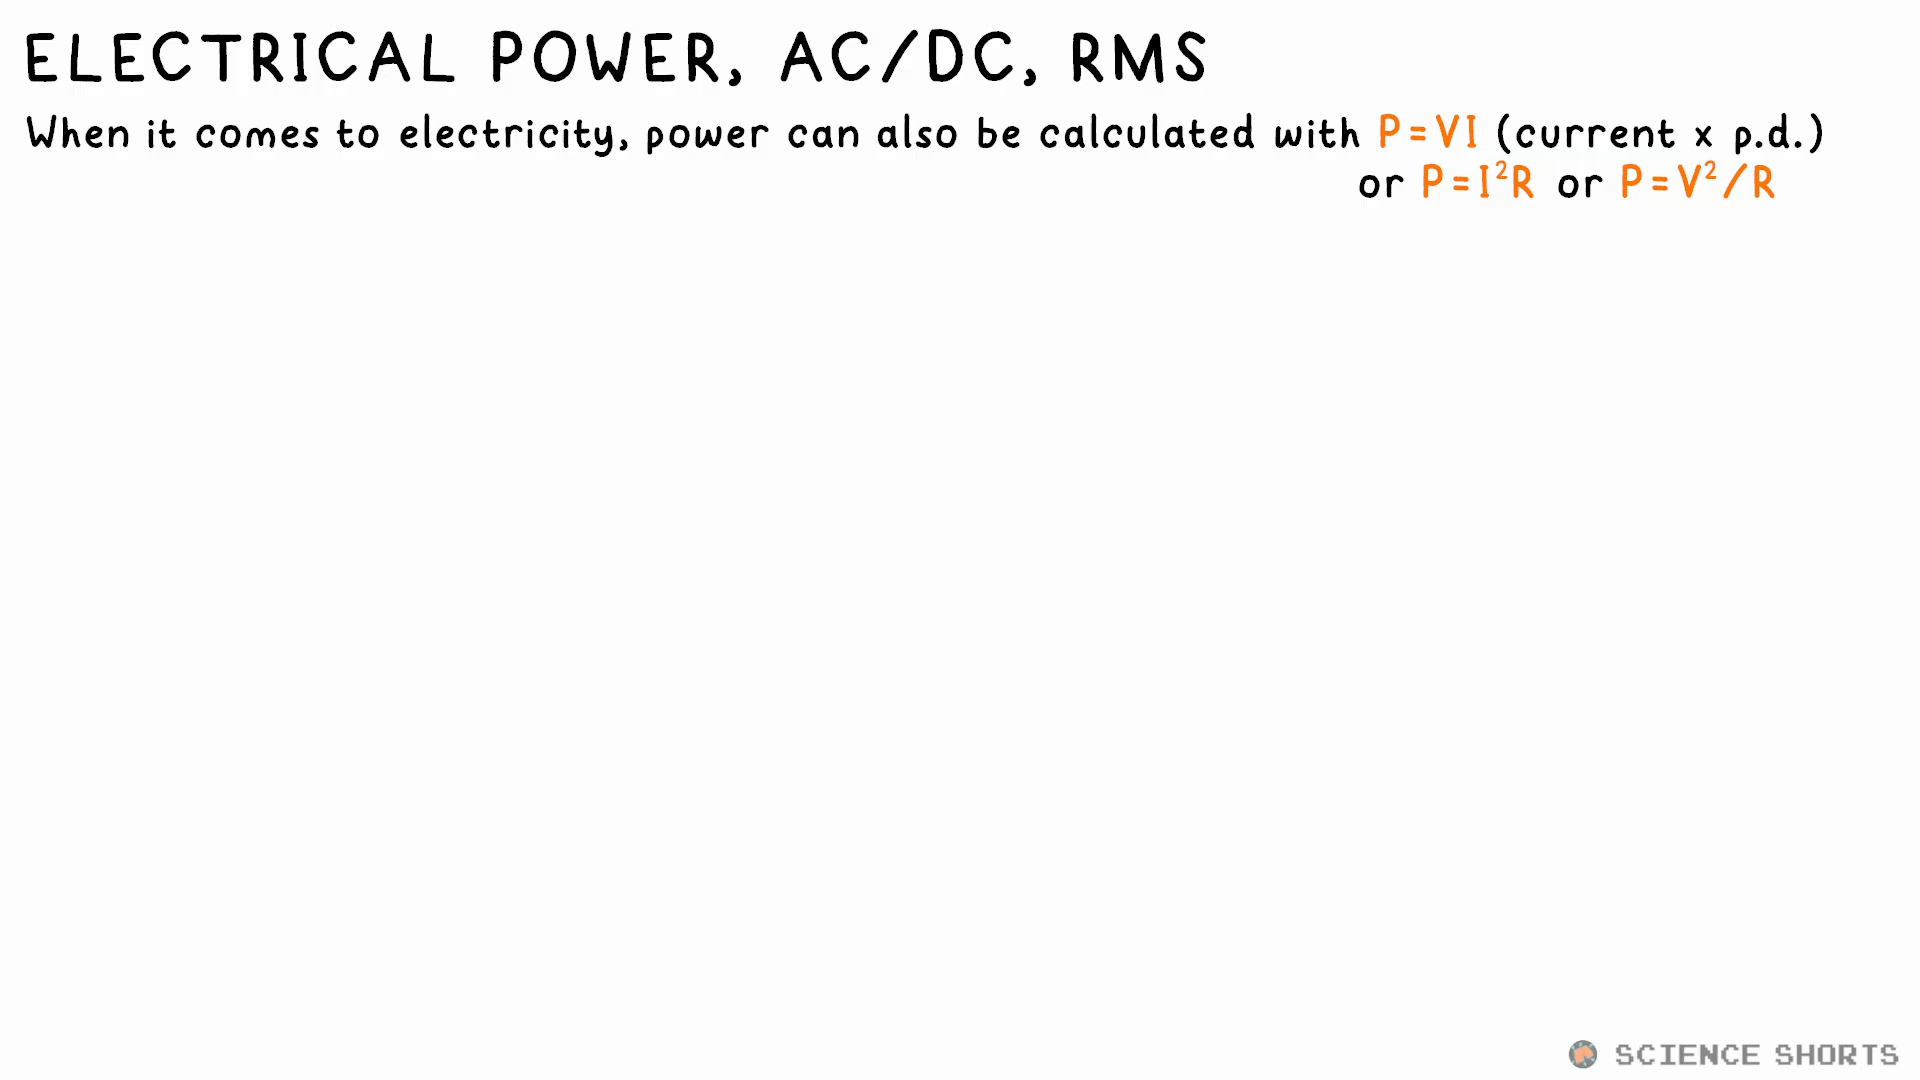 ELECTRICAL POWER, AC/DC, RMS
When it comes to electricity, power can also be calculated with P=VI (current x p.d.)
or P=I²R or P=V²/R
SCIENCE SHORTS